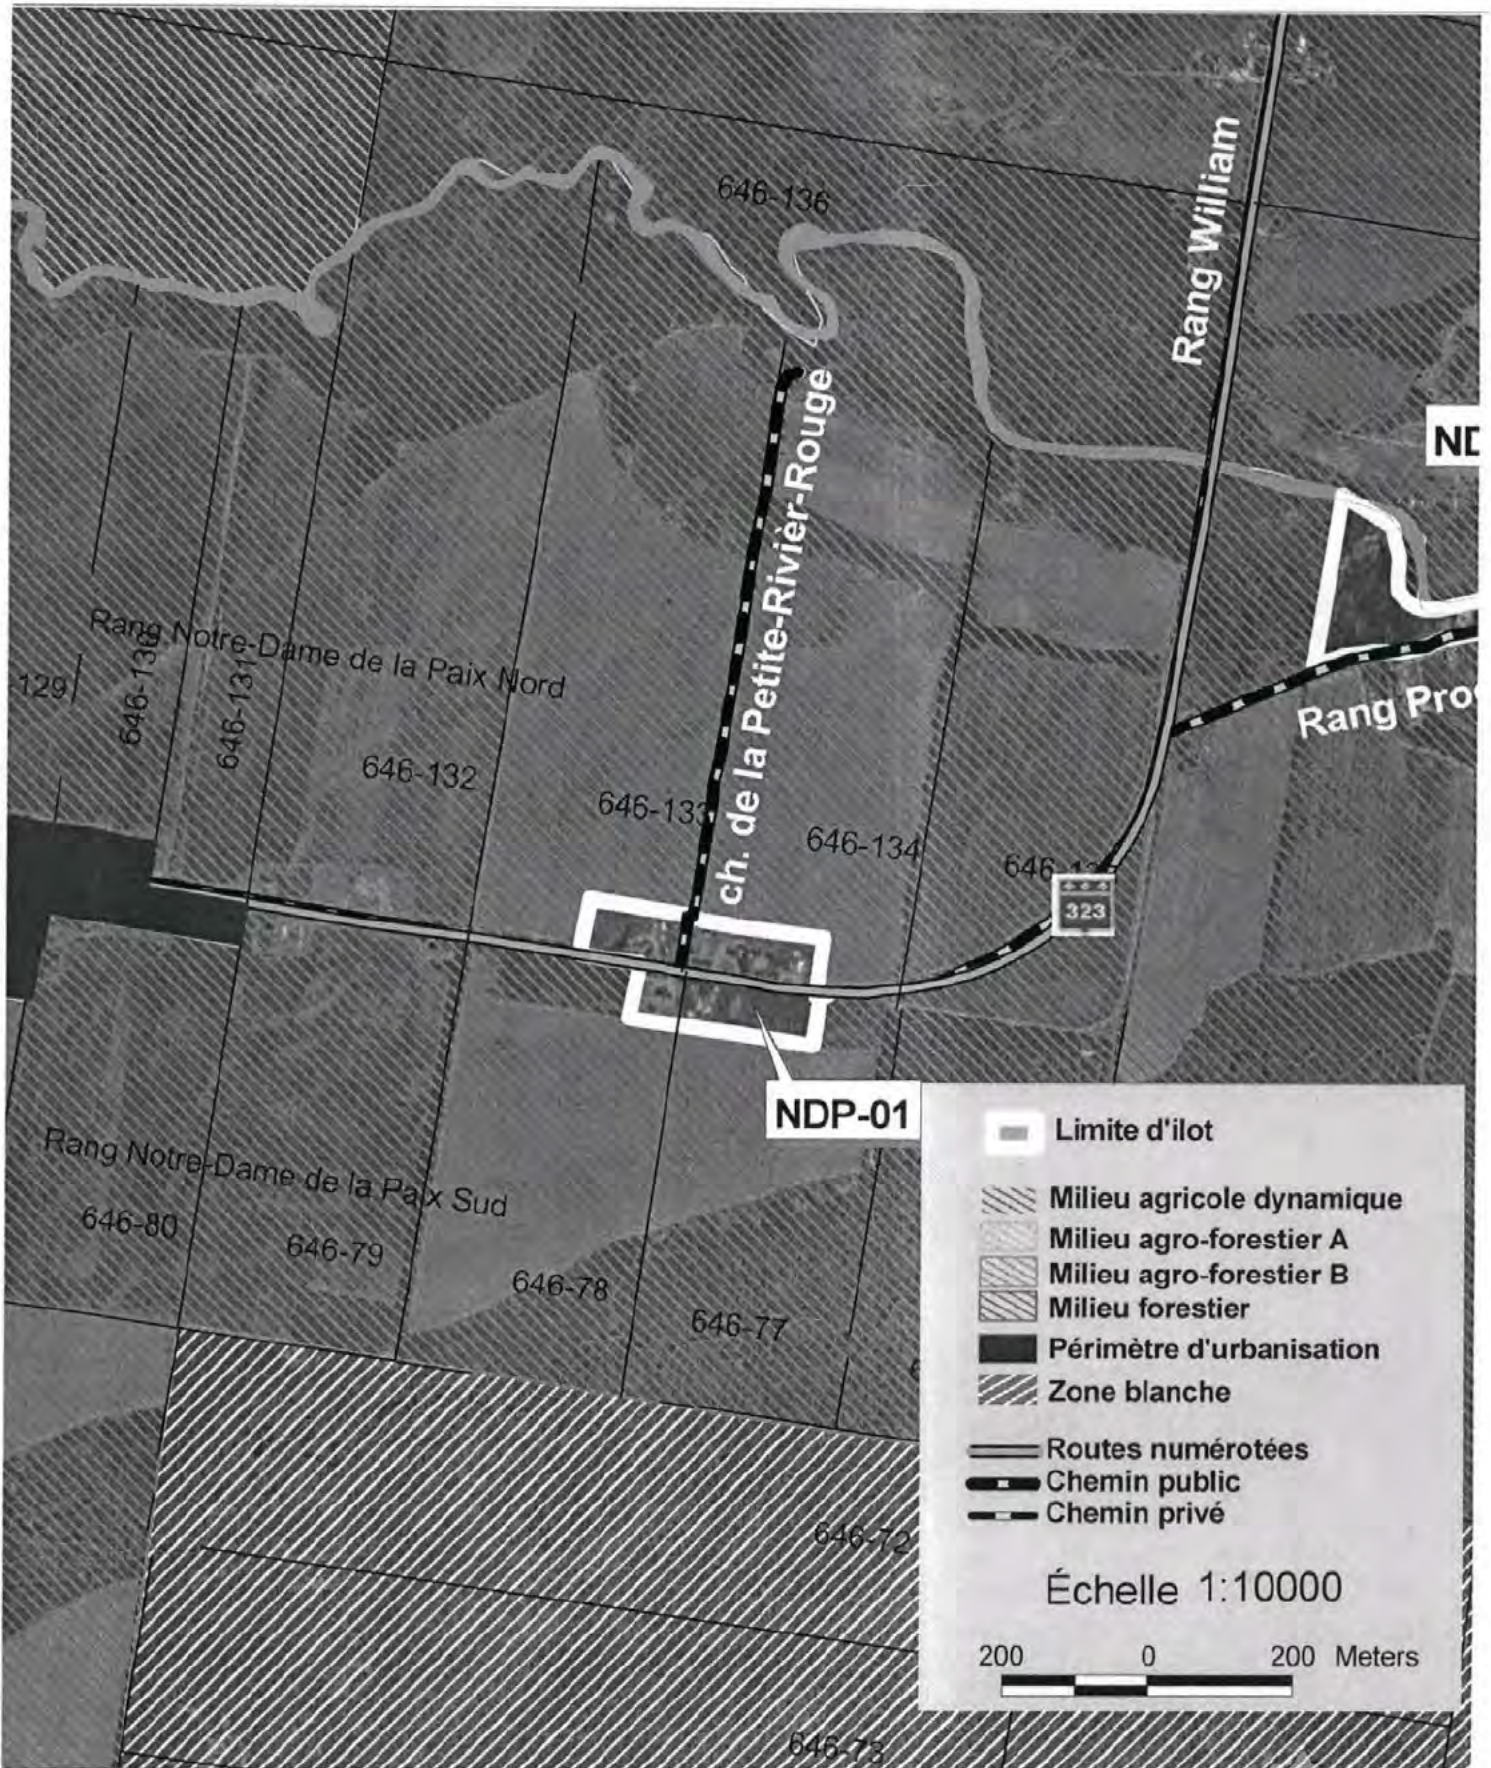 646-136
Rang William
ND
ch. de la Petite-Rivièr-Rouge
Rang Notre-Dame de la Paix Nord
129
646-130
646-131
646-132
646-133
646-134
323
Rang
NDP-01
Rang Notre-Dame de la Paix Sud
646-80
646-79
646-78
646-77
646-72
646-73
Limite d'ilot
Milieu agricole dynamique
Milieu agro-forestier A
Milieu agro-forestier B
Milieu forestier
Périmètre d'urbanisation
Zone blanche
Routes numérotées
Chemin public
Chemin privé
Échelle 1:10000
200 0 200 Meters